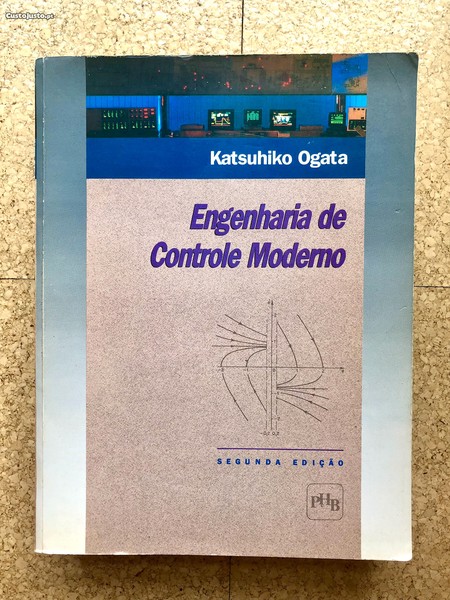 CustoJusto.pt
Katsuhiko Ogata
Engenharia de
Controle Moderno
SEGUNDA EDIÇÃO
PHB